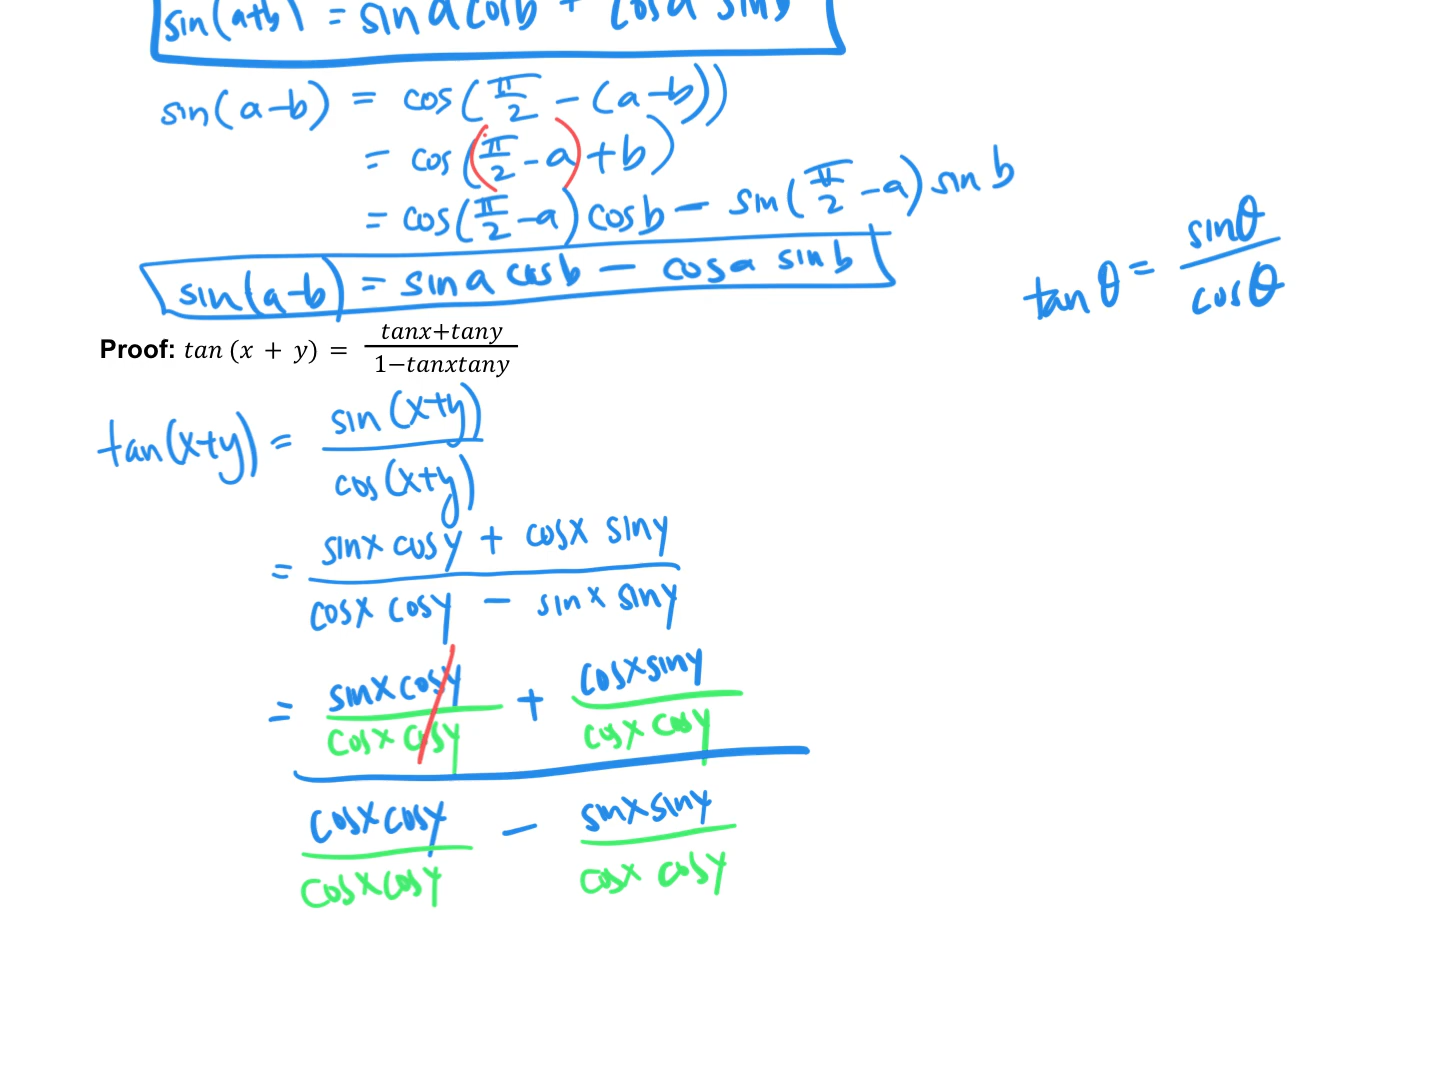 sin(a+b) = sin a cos b + cos a sin b
sin(a-b) = cos(π/2 - (a-b))
= cos((π/2 - a) + b)
= cos(π/2 - a) cos b - sin(π/2 - a) sin b
sin(a-b) = sin a cos b - cos a sin b
tan θ = sin θ / cos θ
Proof: tan (x + y) = tanx+tany / 1−tanxtany
tan(x+y) = sin(x+y) / cos(x+y)
= sinx cosy + cosx siny
cosx cosy - sinx siny
= sinx cosy / cosx cosy + cosx siny / cosx cosy
cosx cosy / cosx cosy - sinx siny / cosx cosy